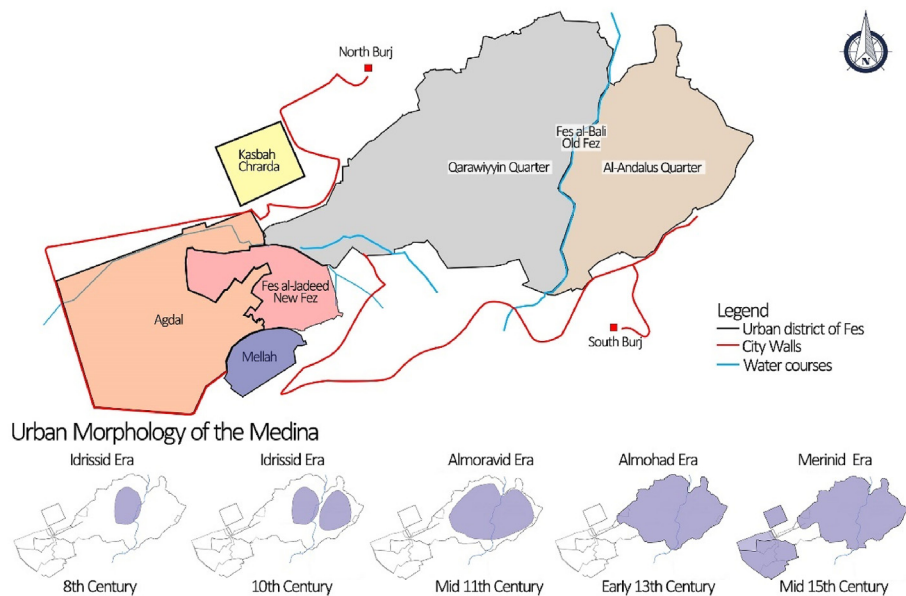 N
North Burj
Kasbah
Chrarda
Fes al-Bali
Old Fez
Qarawiyyin Quarter
Al-Andalus Quarter
Fes al-Jadeed
New Fez
Agdal
Mellah
South Burj
Legend
Urban district of Fes
City Walls
Water courses
Urban Morphology of the Medina
Idrissid Era
Idrissid Era
Almoravid Era
Almohad Era
Merinid Era
8th Century
10th Century
Mid 11th Century
Early 13th Century
Mid 15th Century